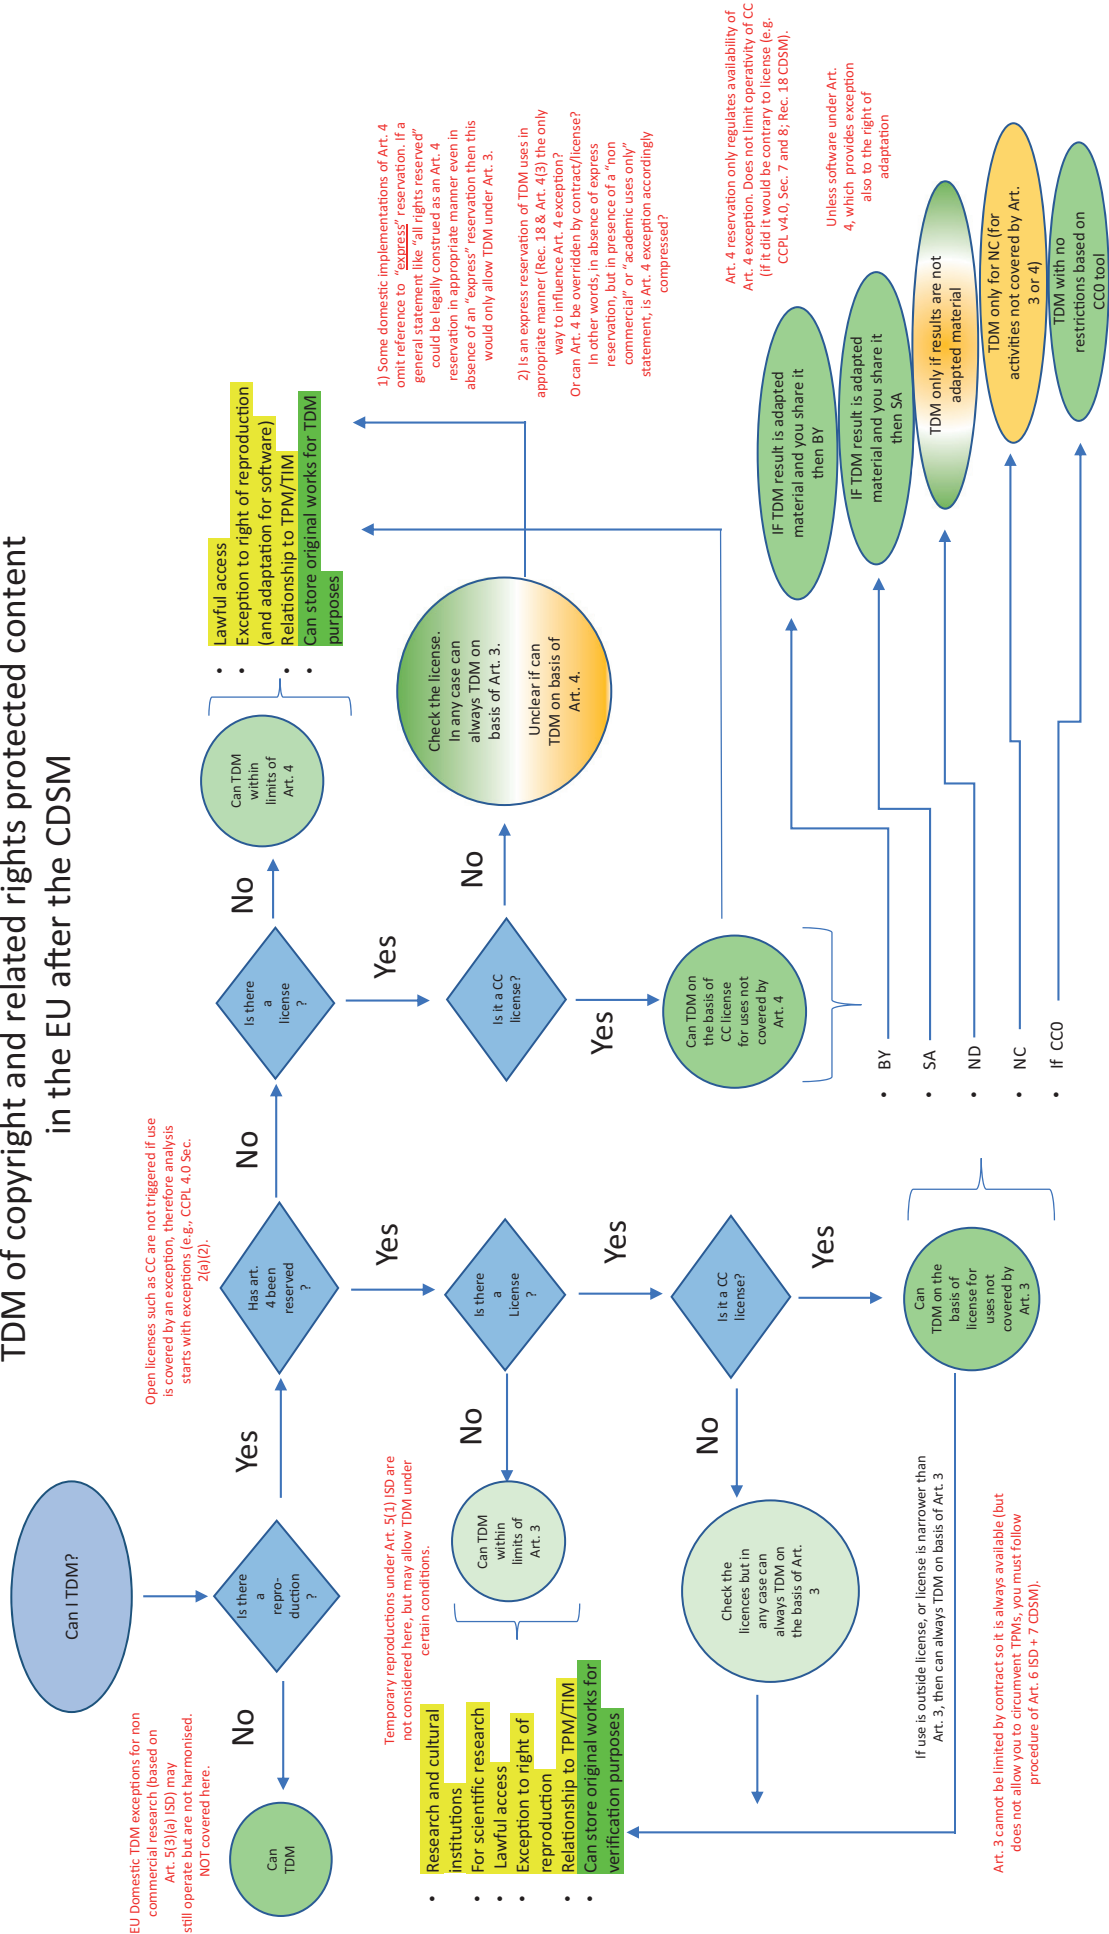 TDM of copyright and related rights protected content
in the EU after the CDSM
Can I TDM?
EU Domestic TDM exceptions for non
commercial research (based on
Art. 5(3)(a) ISD) may
still operate but are not harmonised.
NOT covered here.
Is there
a
repro-
duction
?
No
Can
TDM
Yes
Open licenses such as CC are not triggered if use
is covered by an exception, therefore analysis
starts with exceptions (e.g., CCPL 4.0 Sec.
2(a)(2).
Has art.
4 been
reserved
?
No
Is there
a
license
?
No
Can TDM
within
limits of
Art. 4
• Lawful access
• Exception to right of reproduction
(and adaptation for software)
• Relationship to TPM/TIM
• Can store original works for TDM
purposes
Yes
Is it a CC
license?
No
Check the license.
In any case can
always TDM on
basis of Art. 3.
Unclear if can
TDM on basis of
Art. 4.
1) Some domestic implementations of Art. 4
omit reference to “express” reservation. If a
general statement like “all rights reserved”
could be legally construed as an Art. 4
reservation in appropriate manner even in
absence of an “express” reservation then this
would only allow TDM under Art. 3.
2) Is an express reservation of TDM uses in
appropriate manner (Rec. 18 & Art. 4(3) the only
way to influence Art. 4 exception?
Or can Art. 4 be overridden by contract/license?
In other words, in absence of express
reservation, but in presence of a “non
commercial” or “academic uses only”
statement, is Art. 4 exception accordingly
compressed?
Yes
Can TDM on
the basis of
CC license
for uses not
covered by
Art. 4
Yes
Is there
a
License
?
No
Can TDM
within
limits of
Art. 3
Temporary reproductions under Art. 5(1) ISD are
not considered here, but may allow TDM under
certain conditions.
• Research and cultural
institutions
• For scientific research
• Lawful access
• Exception to right of
reproduction
• Relationship to TPM/TIM
• Can store original works for
verification purposes
Yes
Is it a CC
license?
No
Check the
licences but in
any case can
always TDM on
the basis of Art.
3
Yes
Can
TDM on the
basis of
license for
uses not
covered by
Art. 3
If use is outside license, or license is narrower than
Art. 3, then can always TDM on basis of Art. 3
Art. 3 cannot be limited by contract so it is always available (but
does not allow you to circumvent TPMs, you must follow
procedure of Art. 6 ISD + 7 CDSM).
• BY
• SA
• ND
• NC
• If CC0
IF TDM result is adapted
material and you share it
then BY
IF TDM result is adapted
material and you share it
then SA
TDM only if results are not
adapted material
TDM only for NC (for
activities not covered by Art.
3 or 4)
TDM with no
restrictions based on
CC0 tool
Art. 4 reservation only regulates availability of
Art. 4 exception. Does not limit operativity of CC
(if it did it would be contrary to license (e.g.
CCPL v4.0, Sec. 7 and 8; Rec. 18 CDSM).
Unless software under Art.
4, which provides exception
also to the right of
adaptation